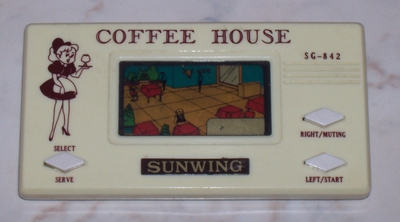 COFFEE HOUSE
SG-842
RIGHT/MUTING
SELECT
SERVE
SUNWING
LEFT/START